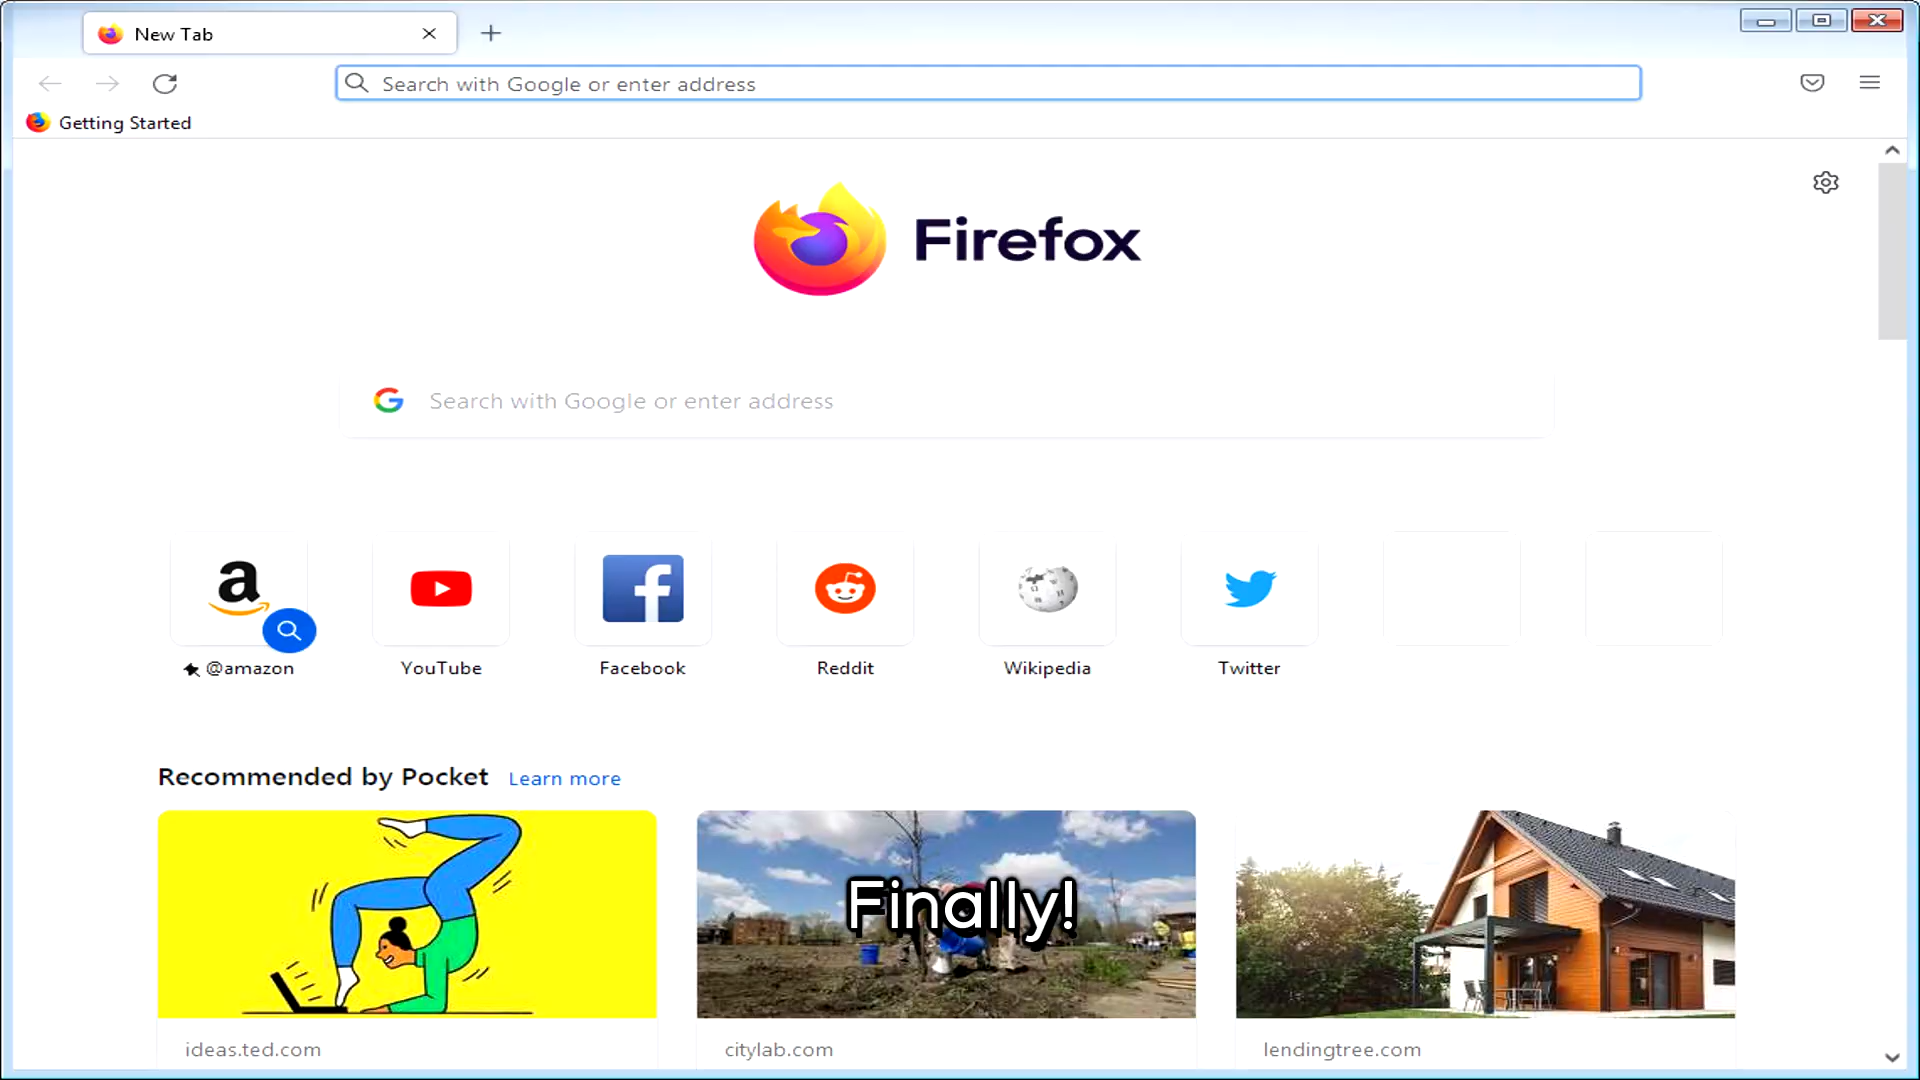 New Tab
Search with Google or enter address
Getting Started
Firefox
Search with Google or enter address
@amazon
YouTube
Facebook
Reddit
Wikipedia
Twitter
Recommended by Pocket Learn more
Finally!
ideas.ted.com
citylab.com
lendingtree.com